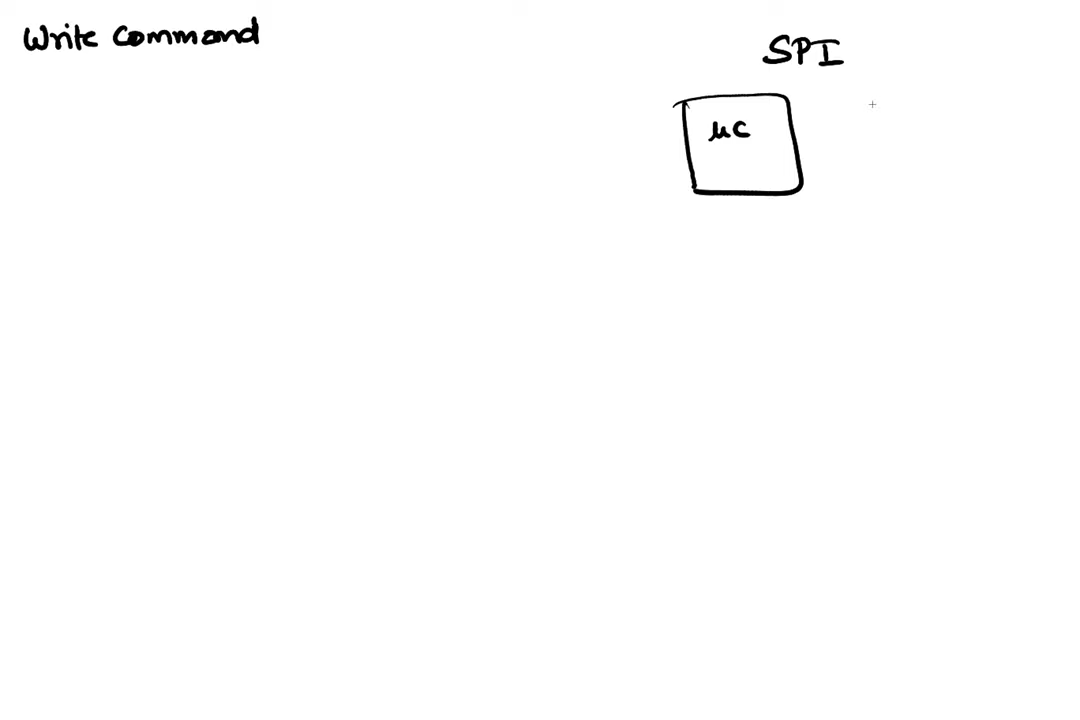 Write Command
SPI
μc